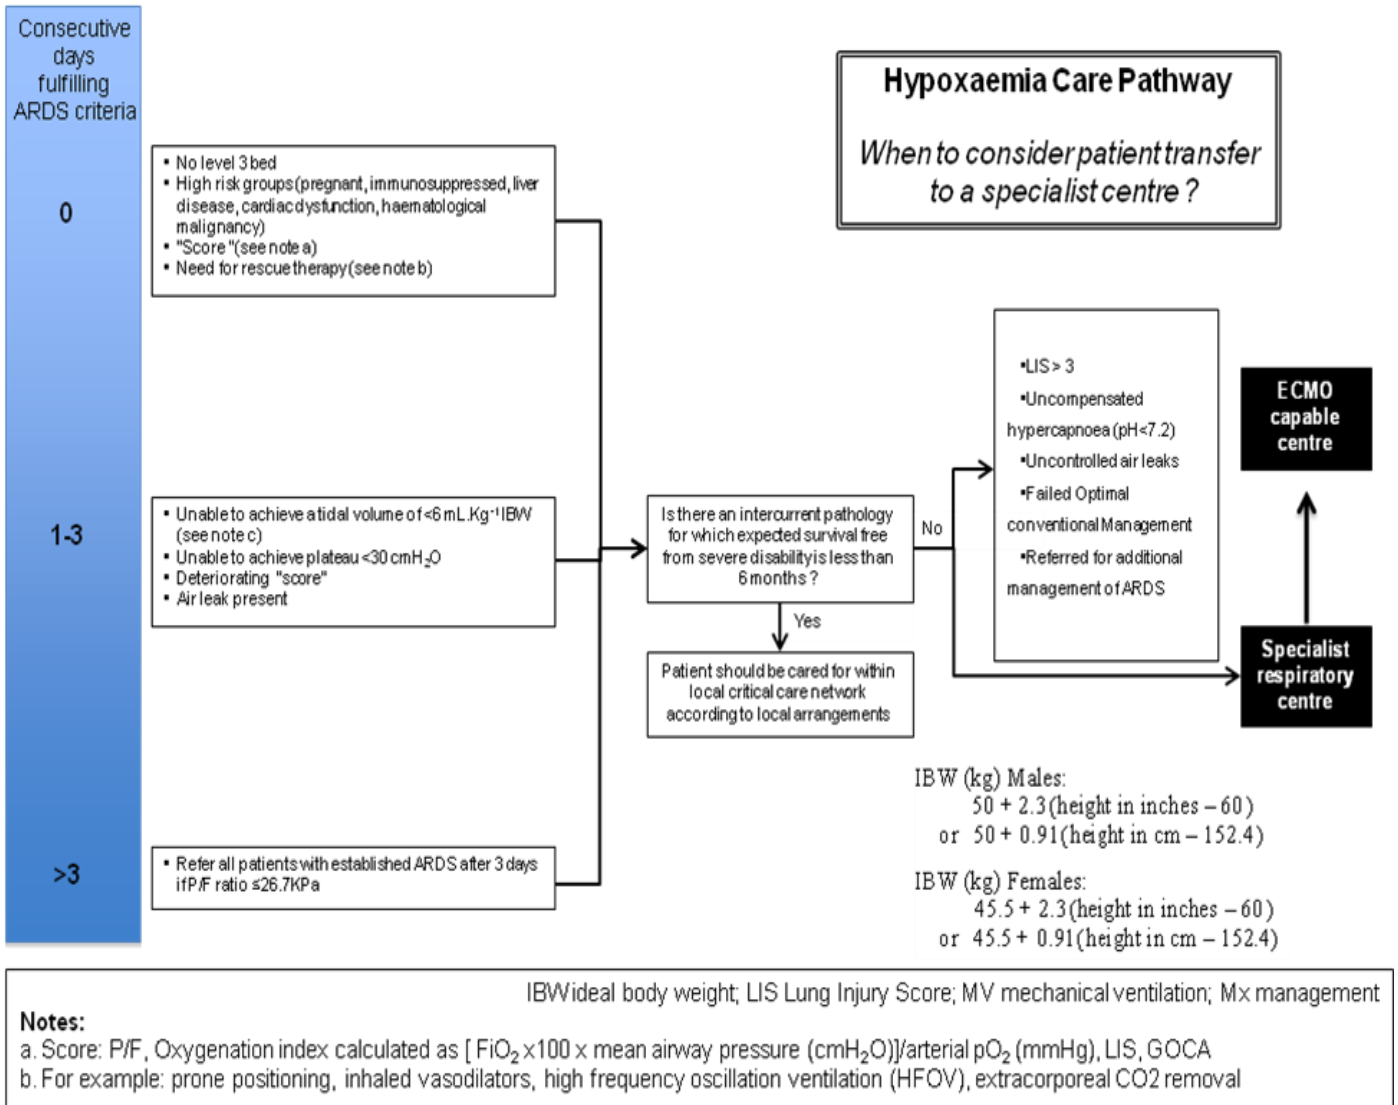 Consecutive
days
fulfilling
ARDS criteria
0
1-3
>3
Hypoxaemia Care Pathway
When to consider patient transfer
to a specialist centre ?
▪ No level 3 bed
▪ High risk groups (pregnant, immunosuppressed, liver
disease, cardiac dysfunction, haematological
malignancy)
▪ "Score "(see note a)
▪ Need for rescue therapy (see note b)
▪ Unable to achieve a tidal volume of <6 mL.Kg⁻¹ IBW
(see note c)
▪ Unable to achieve plateau <30 cmH₂O
▪ Deteriorating "score"
▪ Air leak present
▪ Refer all patients with established ARDS after 3 days
if P/F ratio ≤26.7KPa
Is there an intercurrent pathology
for which expected survival free
from severe disability is less than
6 months ?
No
Yes
Patient should be cared for within
local critical care network
according to local arrangements
▪LIS > 3
▪Uncompensated
hypercapnoea (pH<7.2)
▪Uncontrolled air leaks
▪Failed Optimal
conventional Management
▪Referred for additional
management of ARDS
ECMO
capable
centre
Specialist
respiratory
centre
IBW (kg) Males:
50 + 2.3(height in inches – 60)
or 50 + 0.91(height in cm – 152.4)
IBW (kg) Females:
45.5 + 2.3(height in inches – 60)
or 45.5 + 0.91(height in cm – 152.4)
IBW ideal body weight; LIS Lung Injury Score; MV mechanical ventilation; Mx management
Notes:
a. Score: P/F, Oxygenation index calculated as [ FiO₂ x100 x mean airway pressure (cmH₂O)]/arterial pO₂ (mmHg), LIS, GOCA
b. For example: prone positioning, inhaled vasodilators, high frequency oscillation ventilation (HFOV), extracorporeal CO2 removal